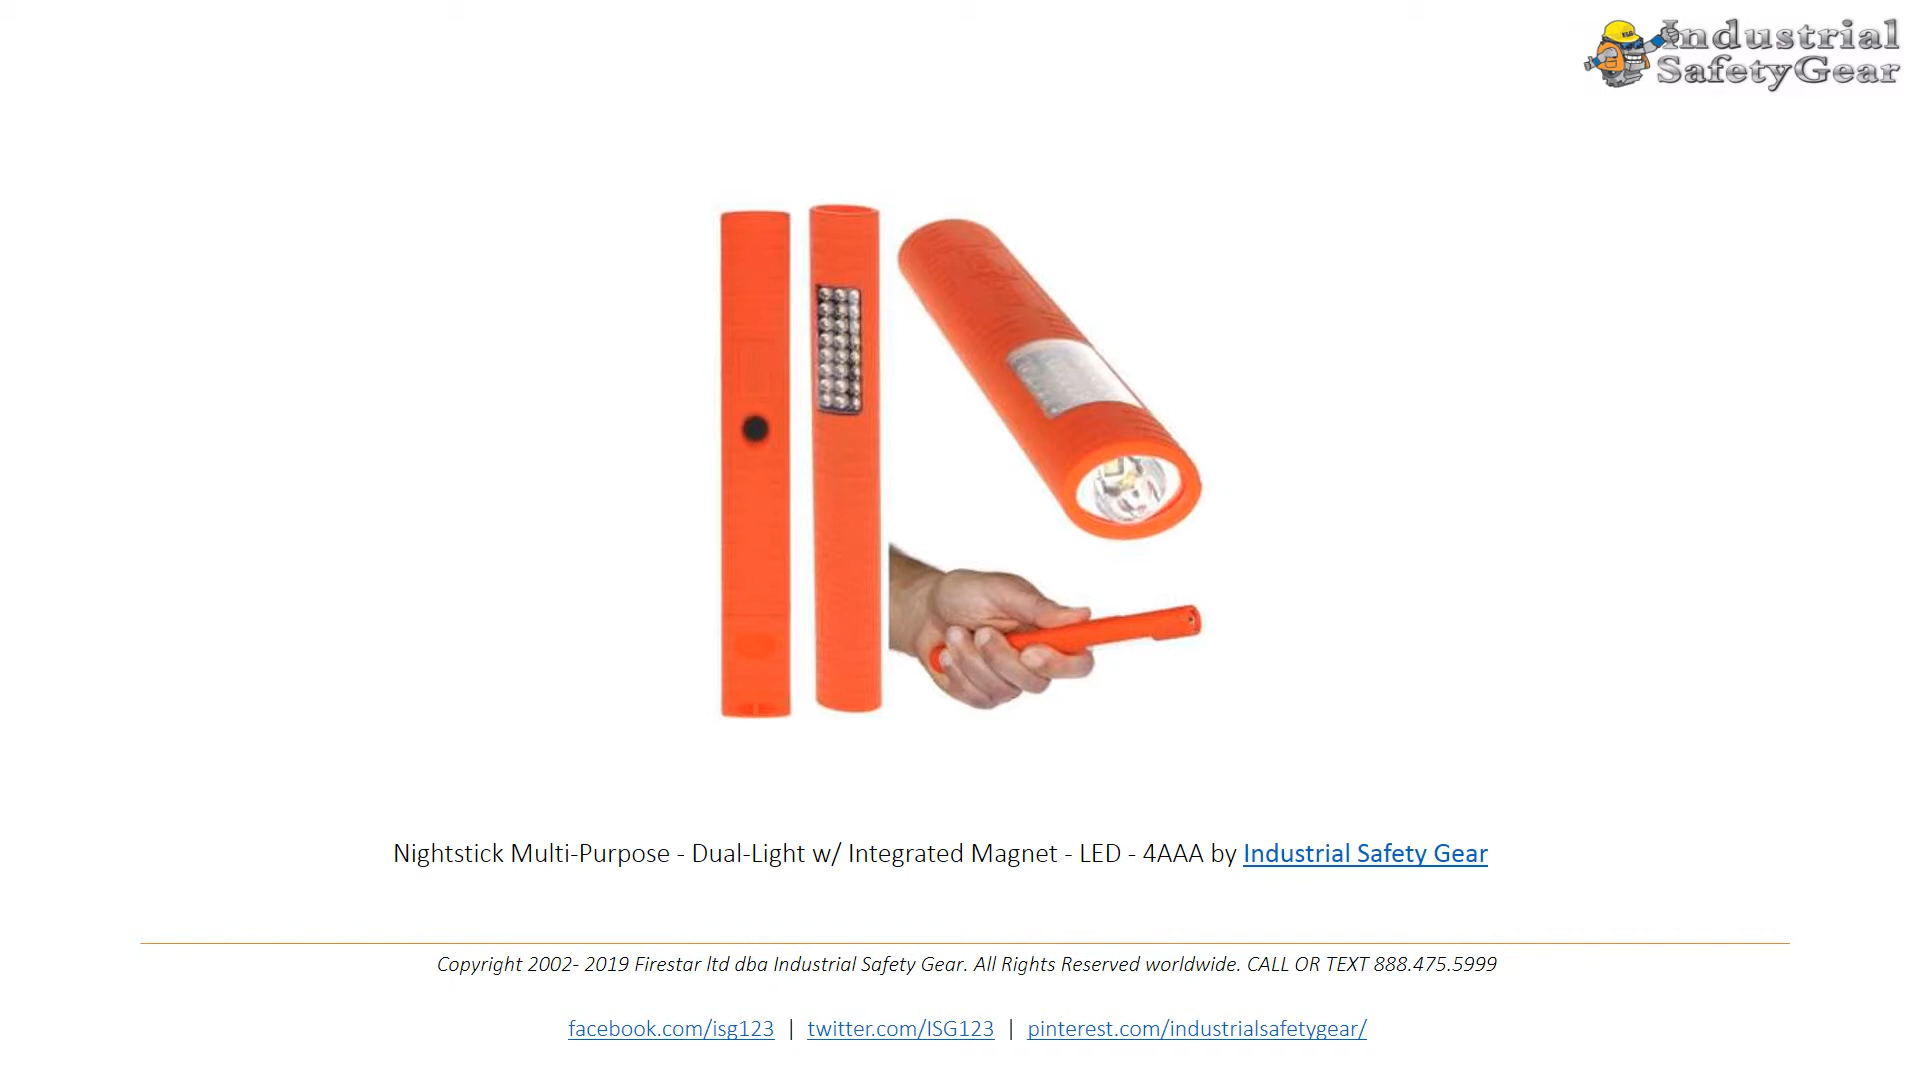 Industrial
SafetyGear
Nightstick Multi-Purpose - Dual-Light w/ Integrated Magnet - LED - 4AAA by Industrial Safety Gear
Copyright 2002- 2019 Firestar ltd dba Industrial Safety Gear. All Rights Reserved worldwide. CALL OR TEXT 888.475.5999
facebook.com/isg123 | twitter.com/ISG123 | pinterest.com/industrialsafetygear/